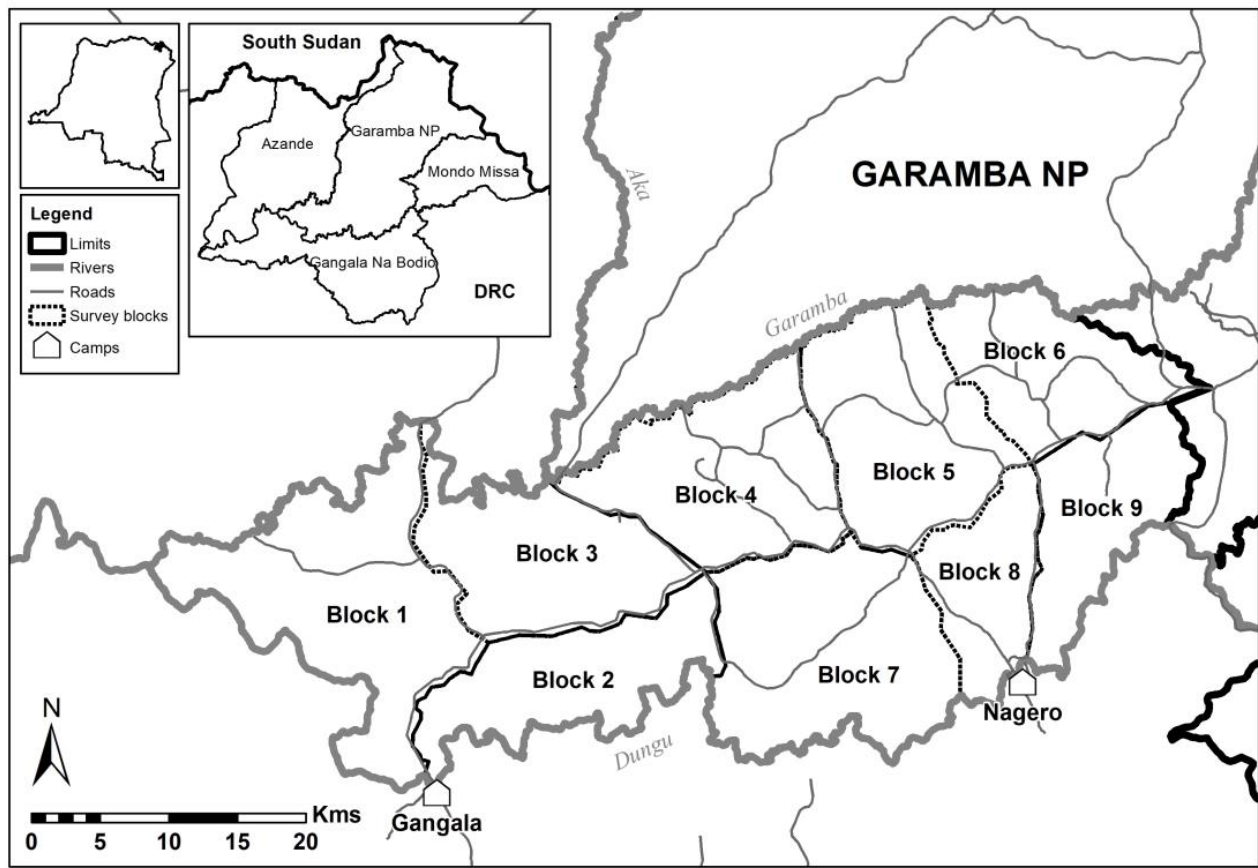 South Sudan
Azande
Garamba NP
Mondo Missa
Gangala Na Bodio
DRC
Legend
Limits
Rivers
Roads
Survey blocks
Camps
GARAMBA NP
Aka
Garamba
Block 6
Block 5
Block 4
Block 9
Block 3
Block 8
Block 1
Block 7
Block 2
Nagero
Dungu
N
Gangala
Kms
0 5 10 15 20